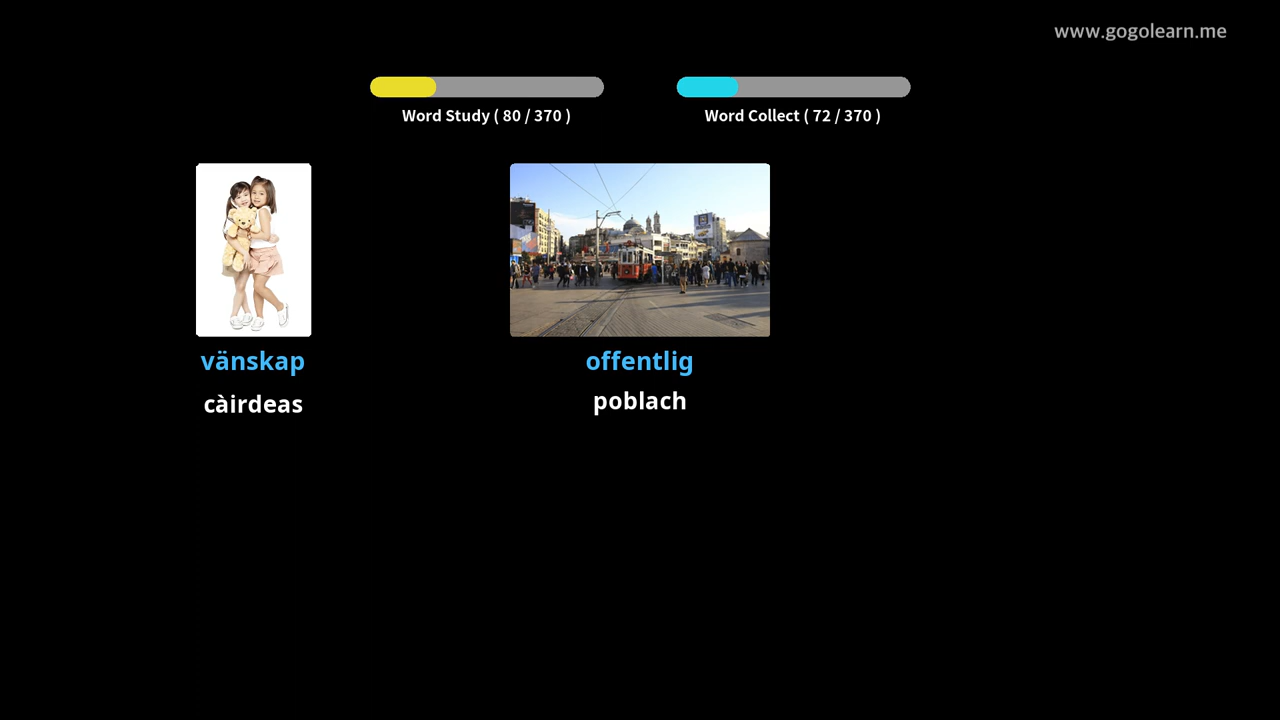 www.gogolearn.me
Word Study ( 80 / 370 )
Word Collect ( 72 / 370 )
vänskap
càirdeas
offentlig
poblach